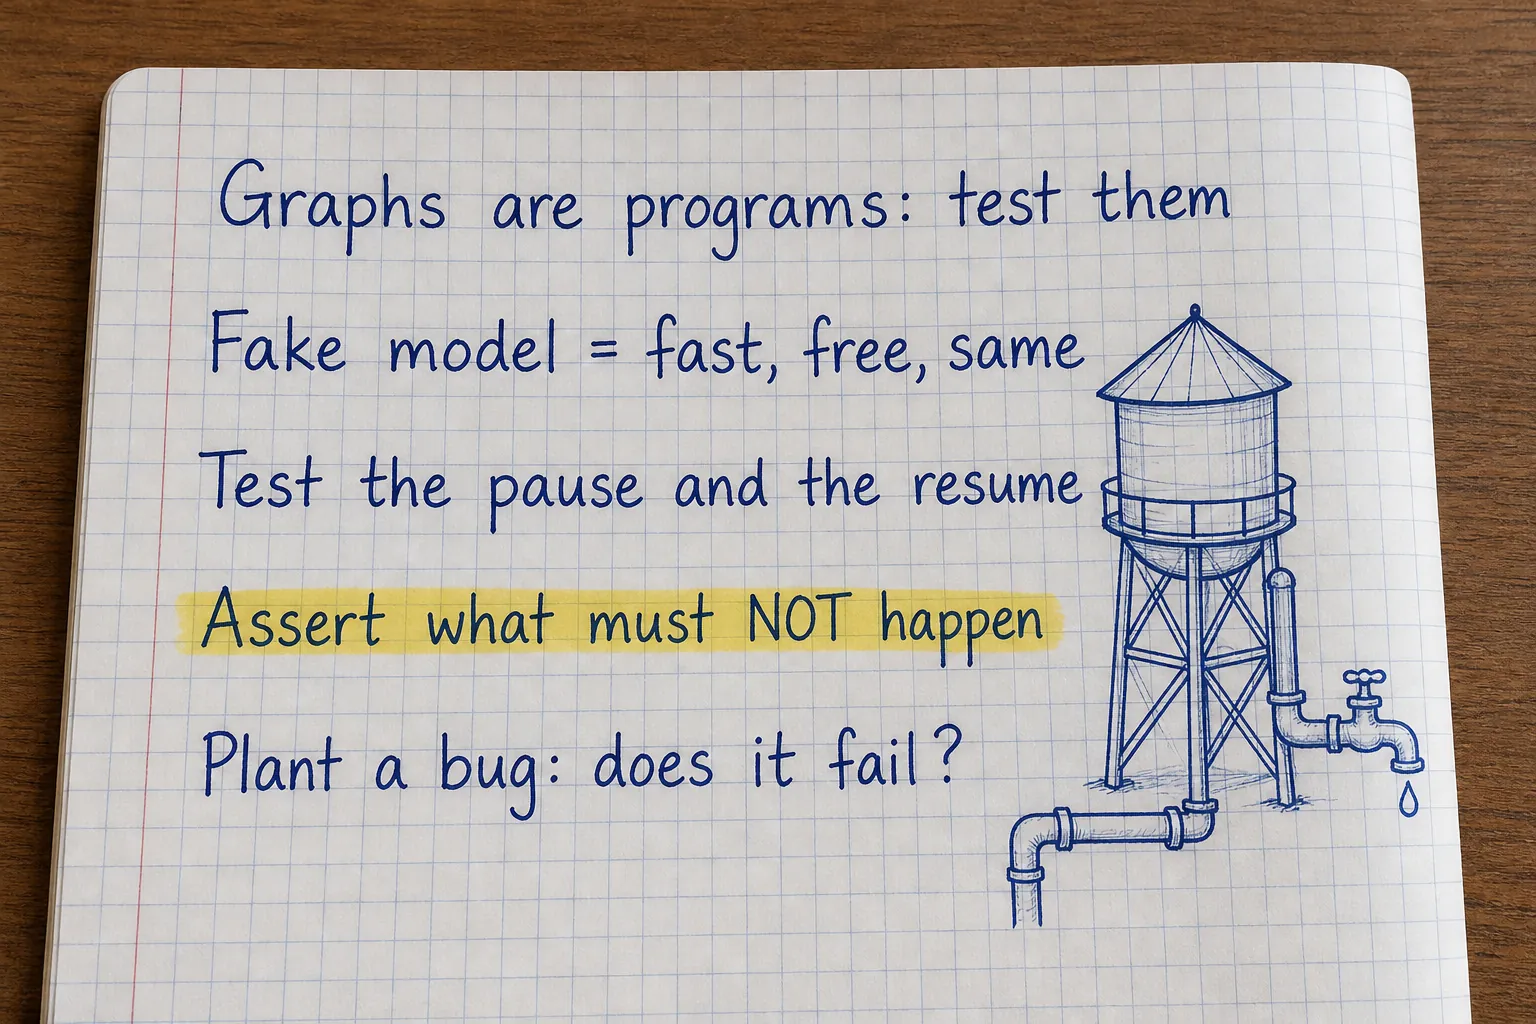 Graphs are programs: test them
Fake model = fast, free, same
Test the pause and the resume
Assert what must NOT happen
Plant a bug: does it fail?